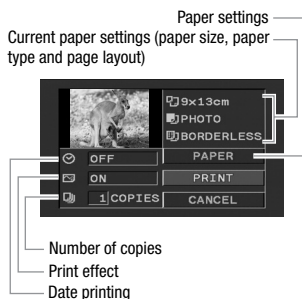 Paper settings
Current paper settings (paper size, paper
type and page layout)
9x13cm
PHOTO
BORDERLESS
OFF
PAPER
ON
PRINT
1 COPIES
CANCEL
Number of copies
Print effect
Date printing